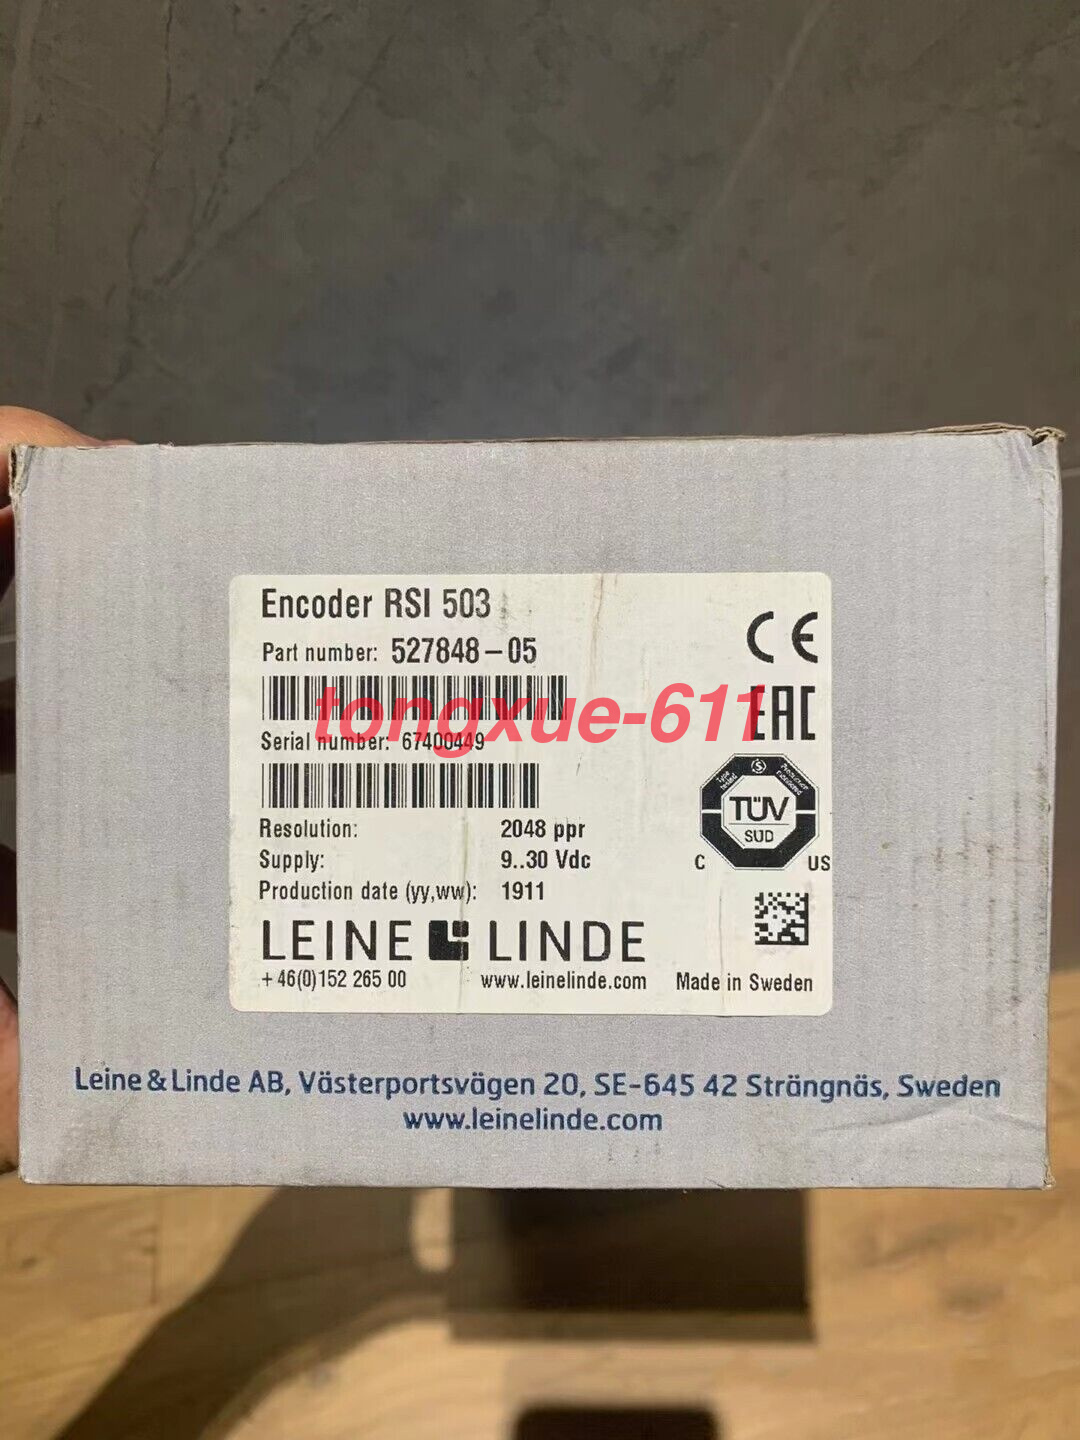 Encoder RSI 503
Part number: 527848-05
tongxue-611
Serial number: 67400449
Resolution: 2048 ppr
Supply: 9..30 Vdc
Production date (yy,ww): 1911
LEINE LINDE
+46(0)152 265 00 www.leinelinde.com Made in Sweden
CE
EAC
Type tested
S
TÜV
SÜD
C US
Leine & Linde AB, Västerportsvägen 20, SE-645 42 Strängnäs, Sweden
www.leinelinde.com